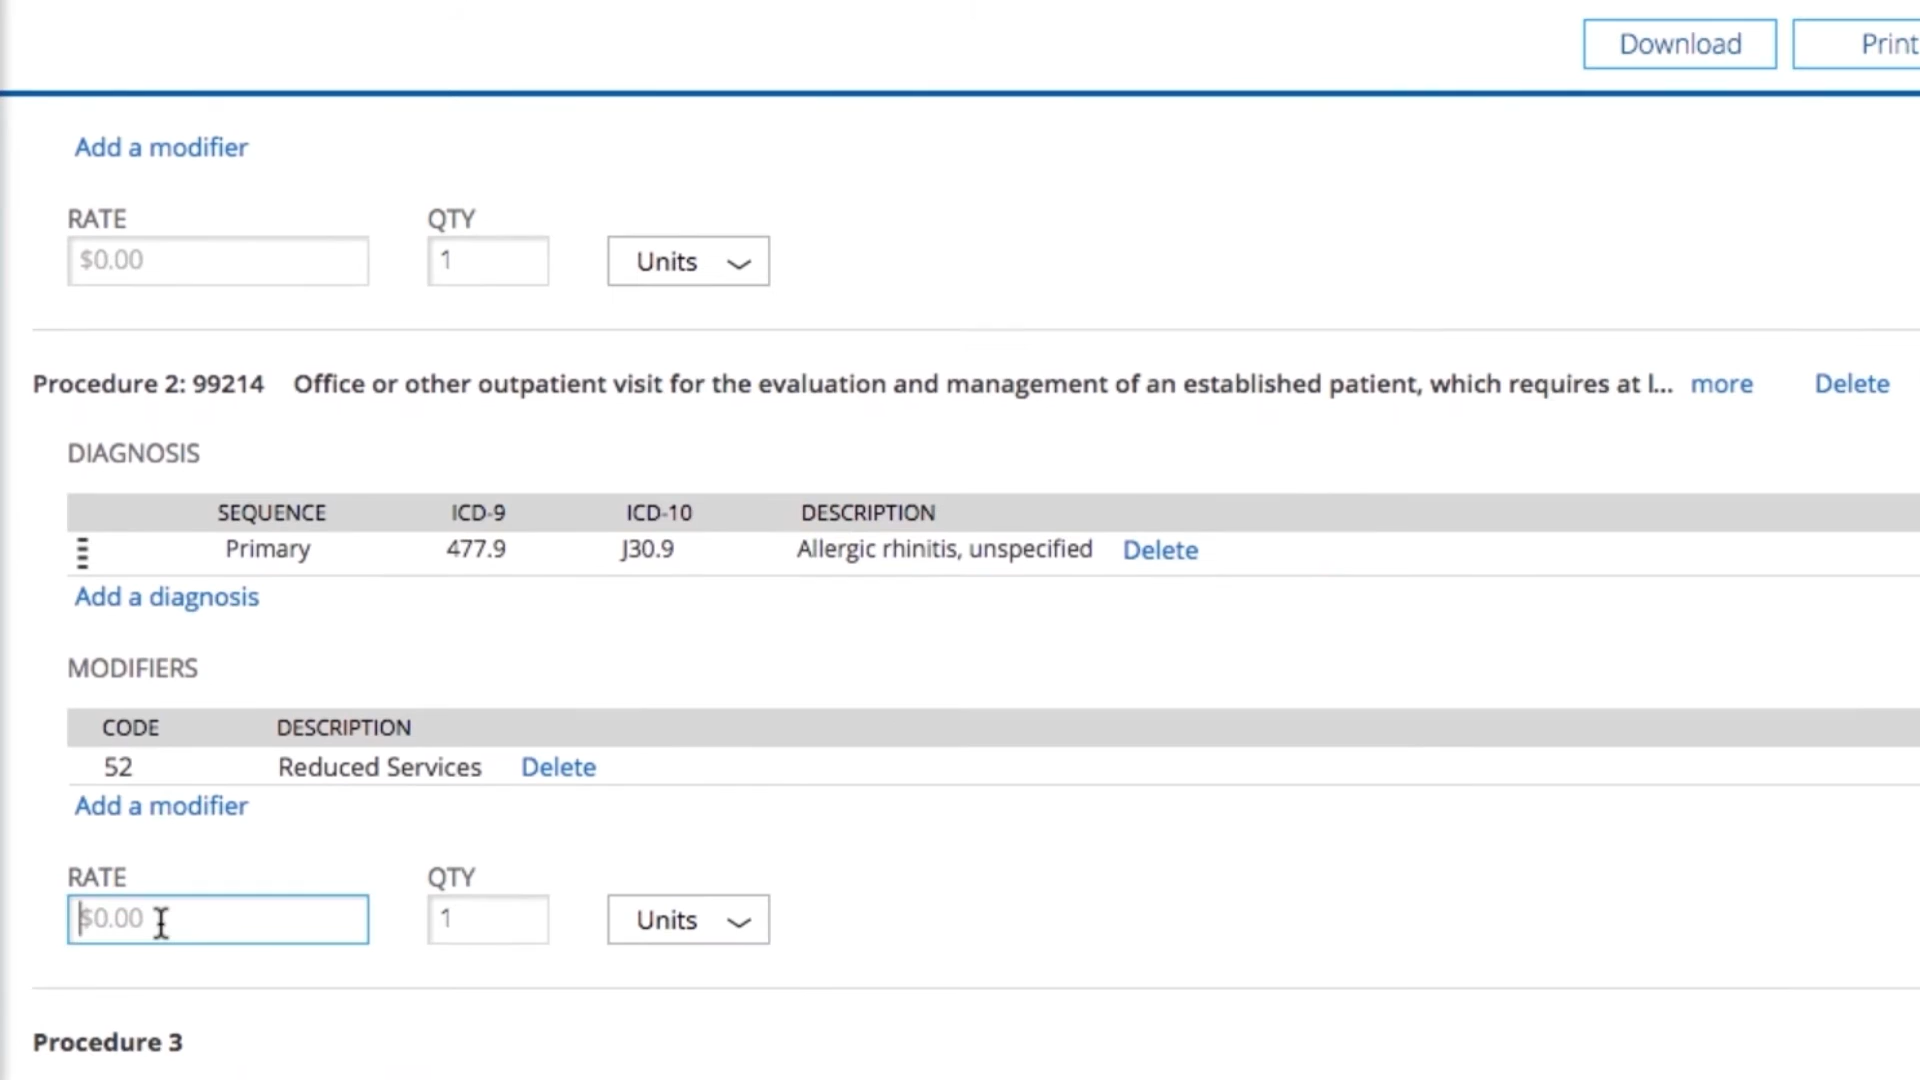 Download Print
Add a modifier
RATE QTY
$0.00 1 Units
Procedure 2: 99214 Office or other outpatient visit for the evaluation and management of an established patient, which requires at l... more Delete
DIAGNOSIS
SEQUENCE ICD-9 ICD-10 DESCRIPTION
Primary 477.9 J30.9 Allergic rhinitis, unspecified Delete
Add a diagnosis
MODIFIERS
CODE DESCRIPTION
52 Reduced Services Delete
Add a modifier
RATE QTY
$0.00 1 Units
Procedure 3